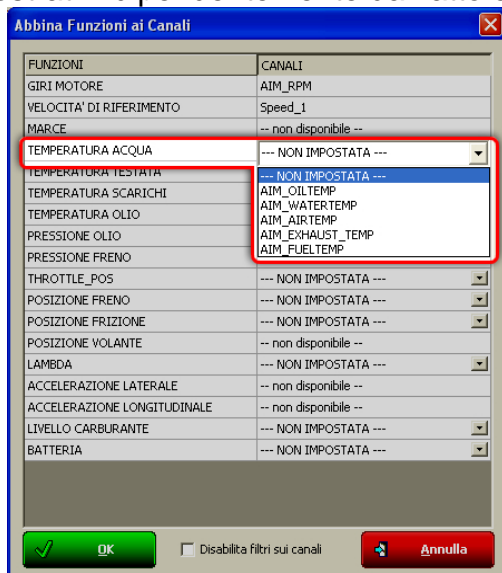 Abbina Funzioni ai Canali
FUNZIONI CANALI
GIRI MOTORE AIM_RPM
VELOCITA' DI RIFERIMENTO Speed_1
MARCE -- non disponibile --
TEMPERATURA ACQUA --- NON IMPOSTATA ---
TEMPERATURA TESTATA --- NON IMPOSTATA ---
AIM_OILTEMP
TEMPERATURA SCARICHI AIM_WATERTEMP
TEMPERATURA OLIO AIM_AIRTEMP
PRESSIONE OLIO AIM_EXHAUST_TEMP
PRESSIONE FRENO AIM_FUELTEMP
THROTTLE_POS --- NON IMPOSTATA ---
POSIZIONE FRENO --- NON IMPOSTATA ---
POSIZIONE FRIZIONE --- NON IMPOSTATA ---
POSIZIONE VOLANTE -- non disponibile --
LAMBDA --- NON IMPOSTATA ---
ACCELERAZIONE LATERALE -- non disponibile --
ACCELERAZIONE LONGITUDINALE -- non disponibile --
LIVELLO CARBURANTE --- NON IMPOSTATA ---
BATTERIA --- NON IMPOSTATA ---
OK Disabilita filtri sui canali Annulla